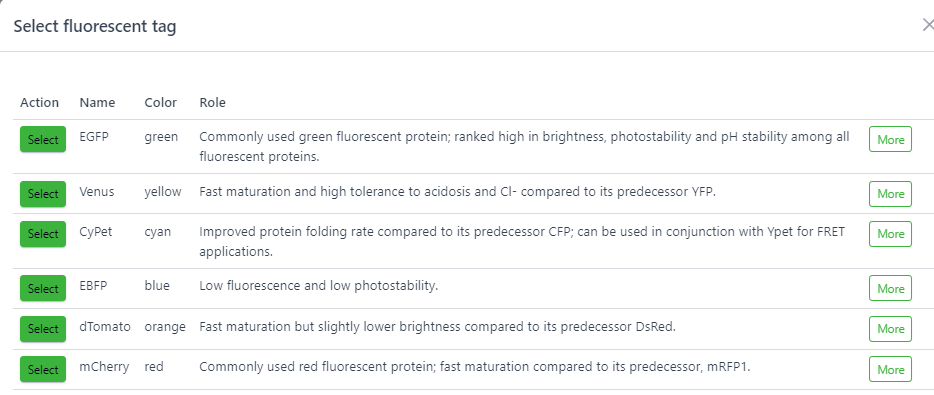 Select fluorescent tag
Action Name Color Role
Select EGFP green Commonly used green fluorescent protein; ranked high in brightness, photostability and pH stability among all More
fluorescent proteins.
Select Venus yellow Fast maturation and high tolerance to acidosis and Cl- compared to its predecessor YFP. More
Select CyPet cyan Improved protein folding rate compared to its predecessor CFP; can be used in conjunction with Ypet for FRET More
applications.
Select EBFP blue Low fluorescence and low photostability. More
Select dTomato orange Fast maturation but slightly lower brightness compared to its predecessor DsRed. More
Select mCherry red Commonly used red fluorescent protein; fast maturation compared to its predecessor, mRFP1. More